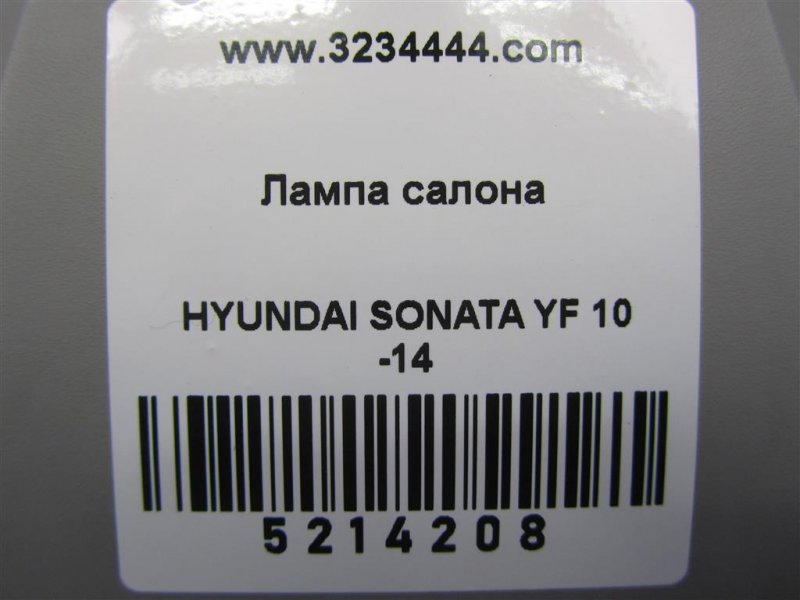 www.3234444.com
Лампа салона
HYUNDAI SONATA YF 10
-14
5214208